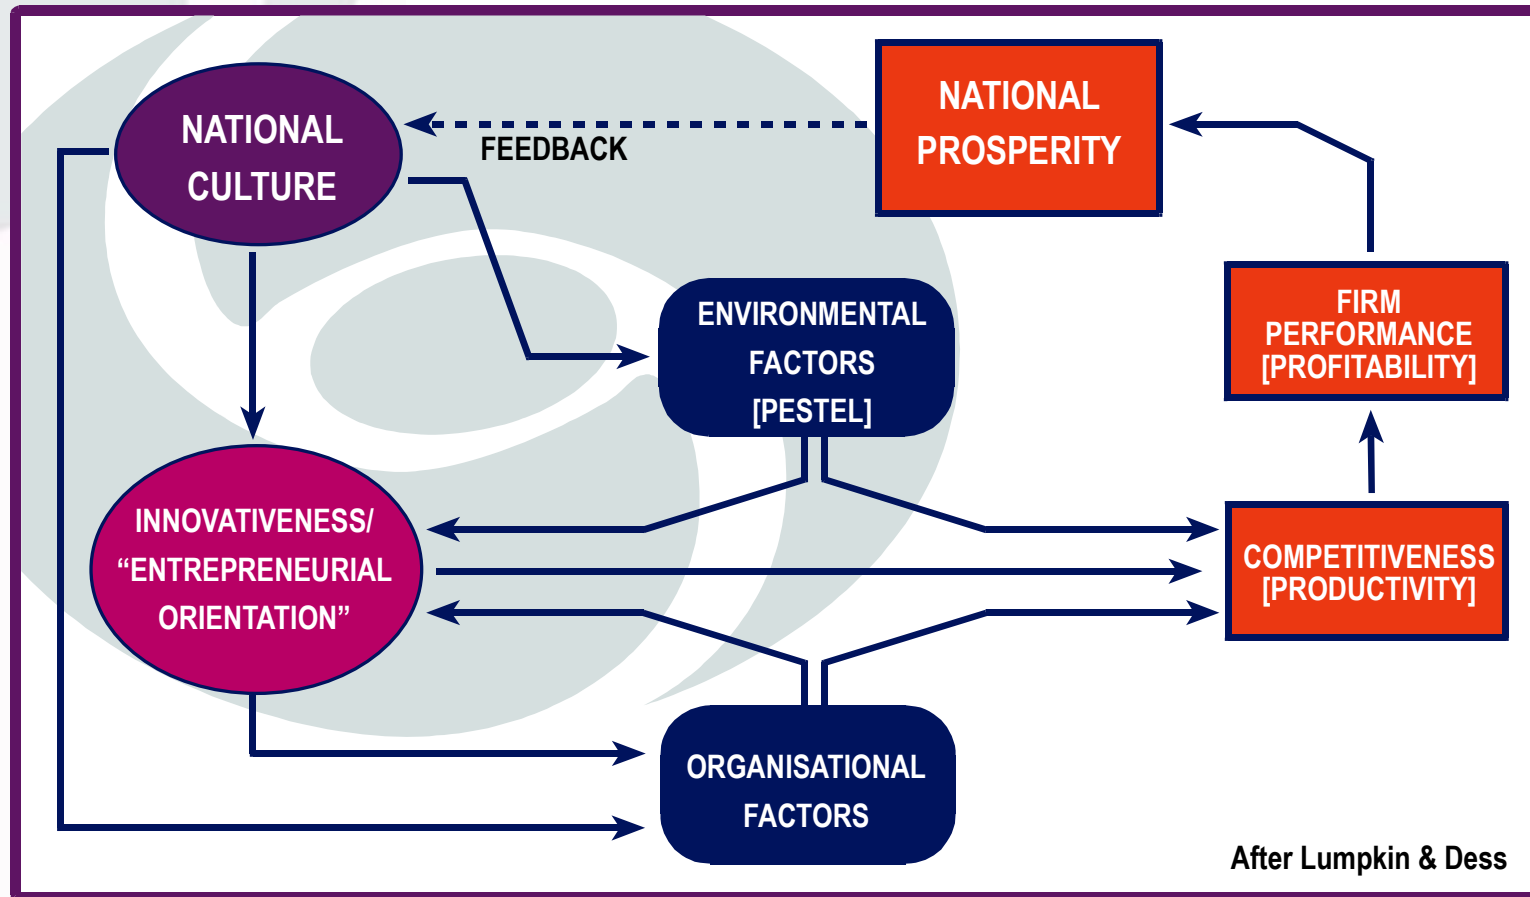 NATIONAL
CULTURE
FEEDBACK
NATIONAL
PROSPERITY
ENVIRONMENTAL
FACTORS
[PESTEL]
FIRM
PERFORMANCE
[PROFITABILITY]
INNOVATIVENESS/
“ENTREPRENEURIAL
ORIENTATION”
COMPETITIVENESS
[PRODUCTIVITY]
ORGANISATIONAL
FACTORS
After Lumpkin & Dess